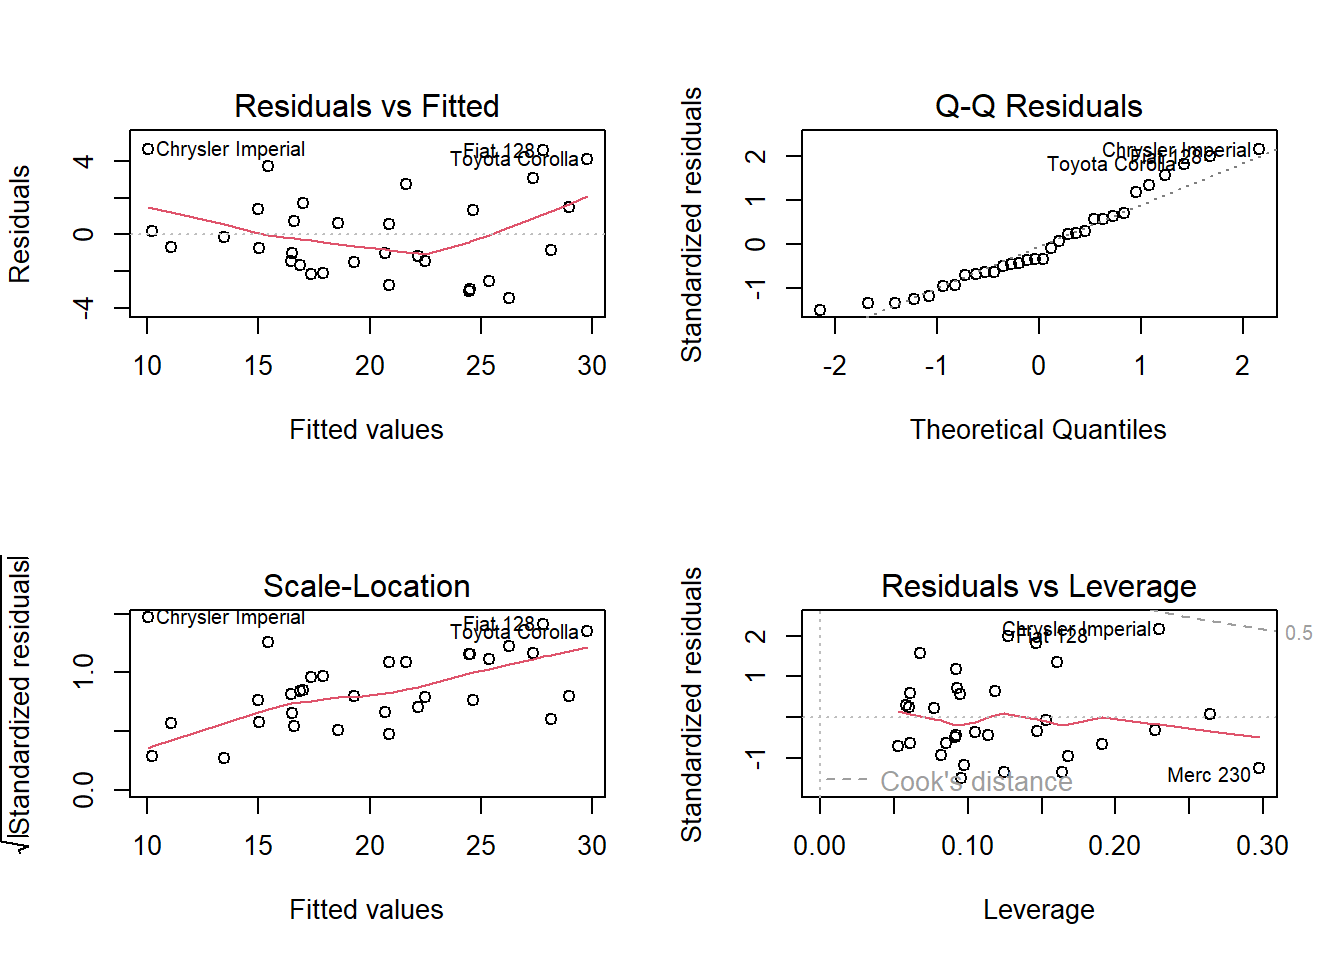 Residuals vs Fitted
Residuals
4
0
-4
Chrysler Imperial
Fiat 128
Toyota Corolla
10 15 20 25 30
Fitted values
Q-Q Residuals
Standardized residuals
2
1
0
-1
Chrysler Imperial
Fiat 128
Toyota Corolla
-2 -1 0 1 2
Theoretical Quantiles
Scale-Location
√|Standardized residuals|
1.0
0.0
Chrysler Imperial
Fiat 128
Toyota Corolla
10 15 20 25 30
Fitted values
Residuals vs Leverage
Standardized residuals
2
1
-1
Chrysler Imperial
Fiat 128
0.5
Merc 230
Cook's distance
0.00 0.10 0.20 0.30
Leverage